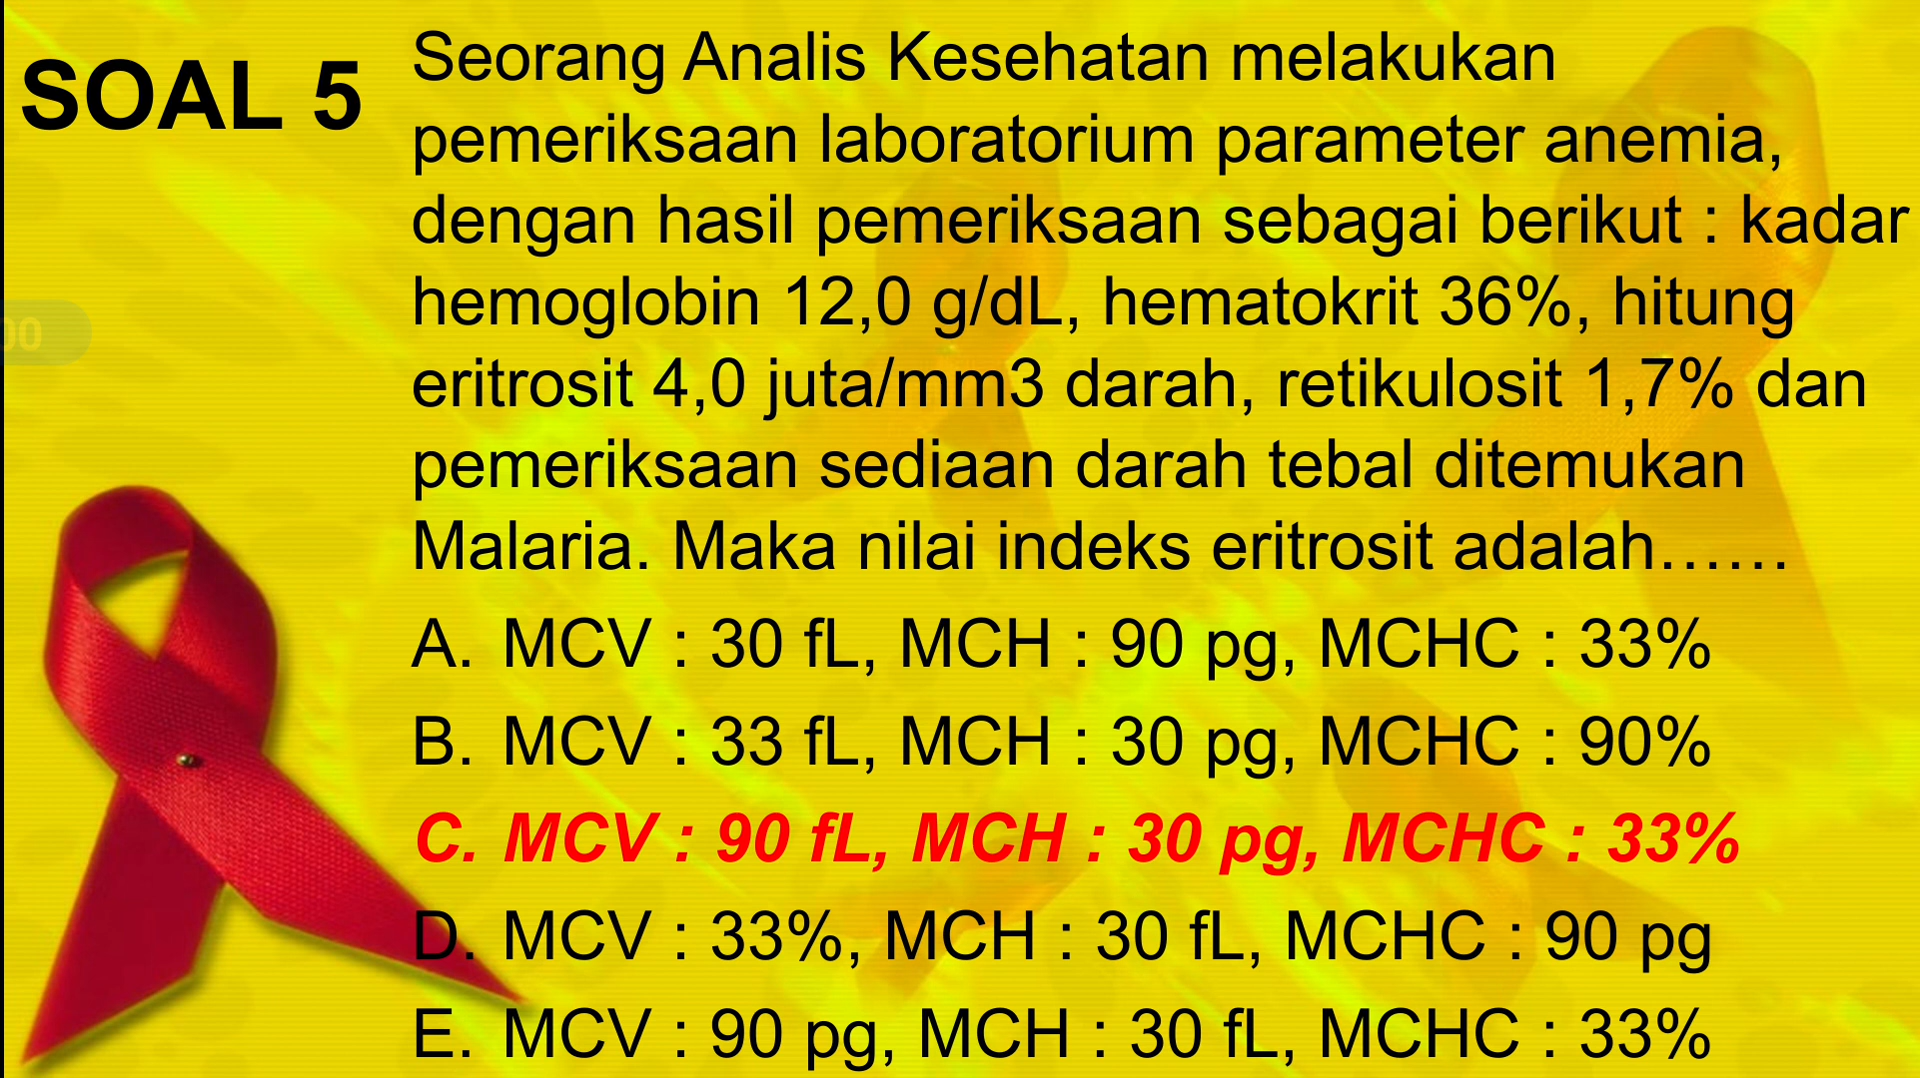 SOAL 5
Seorang Analis Kesehatan melakukan
pemeriksaan laboratorium parameter anemia,
dengan hasil pemeriksaan sebagai berikut : kadar
hemoglobin 12,0 g/dL, hematokrit 36%, hitung
eritrosit 4,0 juta/mm3 darah, retikulosit 1,7% dan
pemeriksaan sediaan darah tebal ditemukan
Malaria. Maka nilai indeks eritrosit adalah……
A. MCV : 30 fL, MCH : 90 pg, MCHC : 33%
B. MCV : 33 fL, MCH : 30 pg, MCHC : 90%
C. MCV : 90 fL, MCH : 30 pg, MCHC : 33%
D. MCV : 33%, MCH : 30 fL, MCHC : 90 pg
E. MCV : 90 pg, MCH : 30 fL, MCHC : 33%